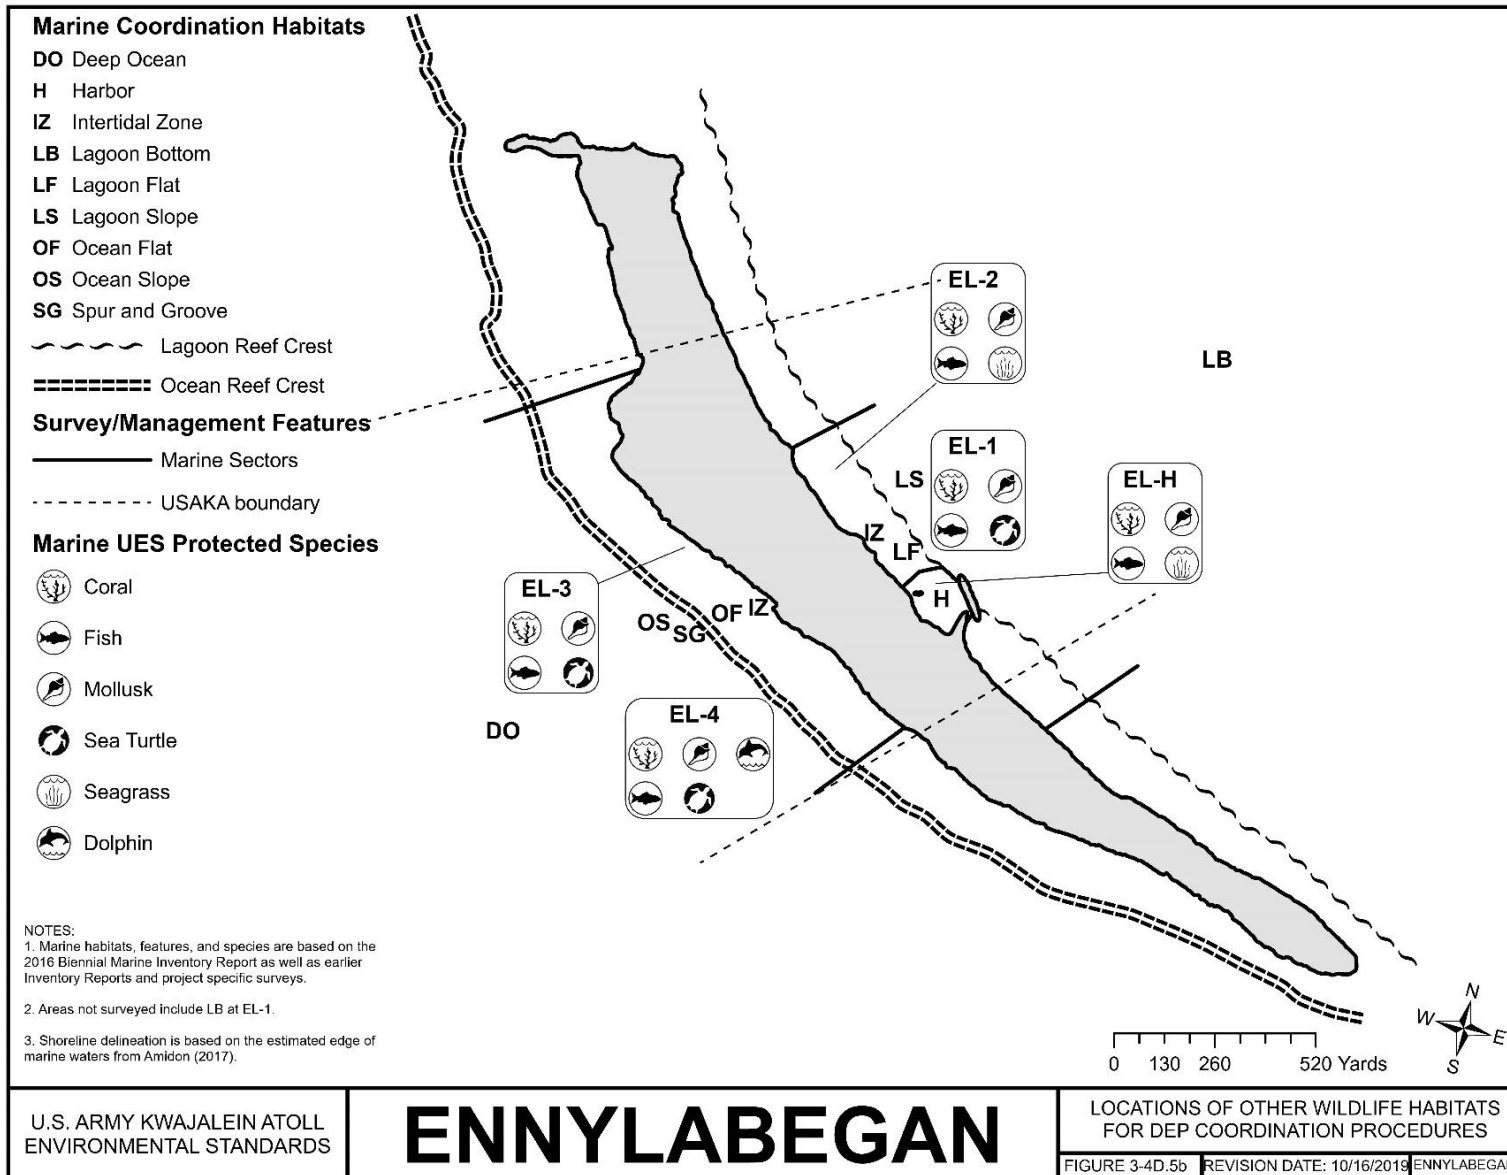 Marine Coordination Habitats
DO Deep Ocean
H Harbor
IZ Intertidal Zone
LB Lagoon Bottom
LF Lagoon Flat
LS Lagoon Slope
OF Ocean Flat
OS Ocean Slope
SG Spur and Groove
Lagoon Reef Crest
Ocean Reef Crest
Survey/Management Features
Marine Sectors
USAKA boundary
Marine UES Protected Species
Coral
Fish
Mollusk
Sea Turtle
Seagrass
Dolphin
NOTES:
1. Marine habitats, features, and species are based on the
2016 Biennial Marine Inventory Report as well as earlier
Inventory Reports and project specific surveys.
2. Areas not surveyed include LB at EL-1.
3. Shoreline delineation is based on the estimated edge of
marine waters from Amidon (2017).
EL-2
LB
EL-1
LS
EL-H
IZ
LF
H
EL-3
OS
SG
OF
IZ
EL-4
DO
N
W
E
S
0 130 260 520 Yards
U.S. ARMY KWAJALEIN ATOLL
ENVIRONMENTAL STANDARDS
ENNYLABEGAN
LOCATIONS OF OTHER WILDLIFE HABITATS
FOR DEP COORDINATION PROCEDURES
FIGURE 3-4D.5b REVISION DATE: 10/16/2019 ENNYLABEGAN